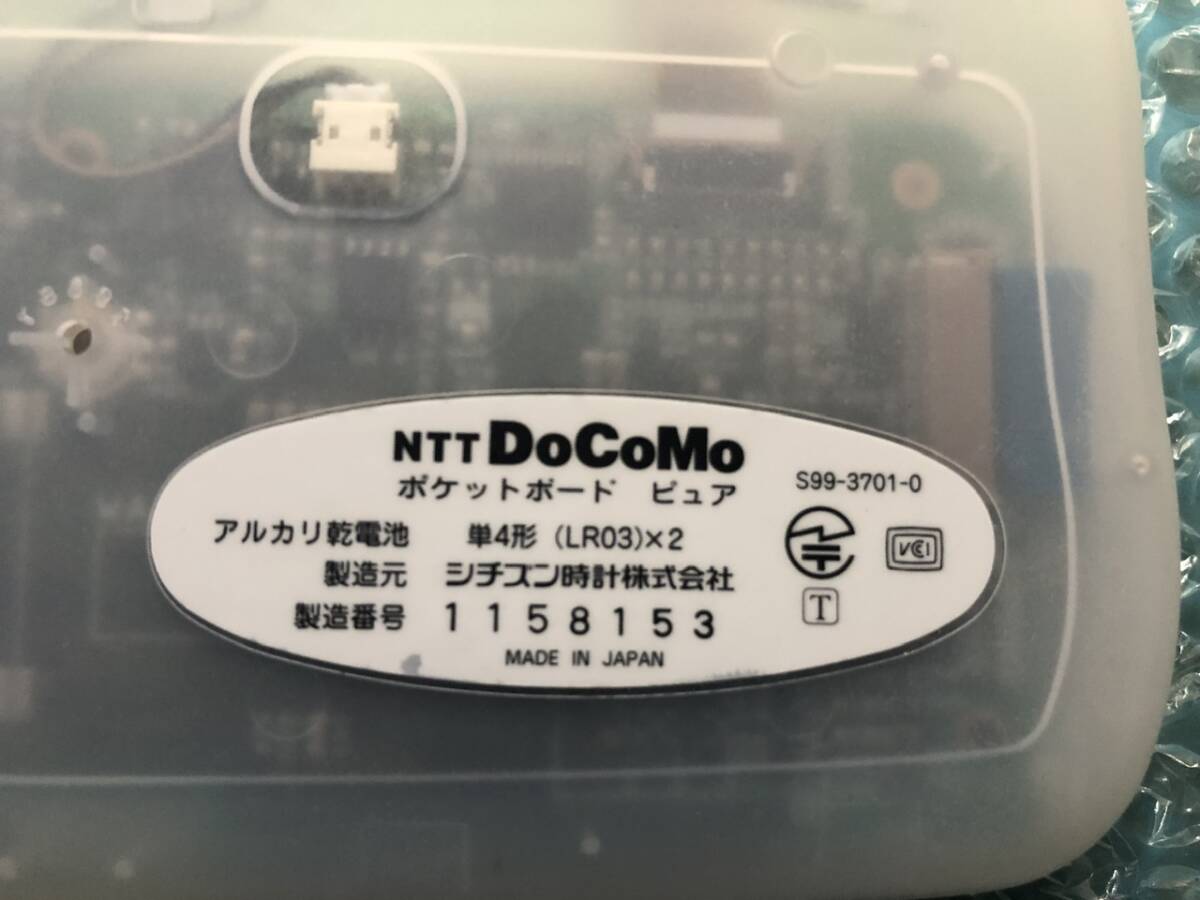 NTT DoCoMo
ポケットボード ピュア
S99-3701-0
アルカリ乾電池 単4形 (LR03)×2
製造元 シチズン時計株式会社
製造番号 1158153
MADE IN JAPAN
T
VCI